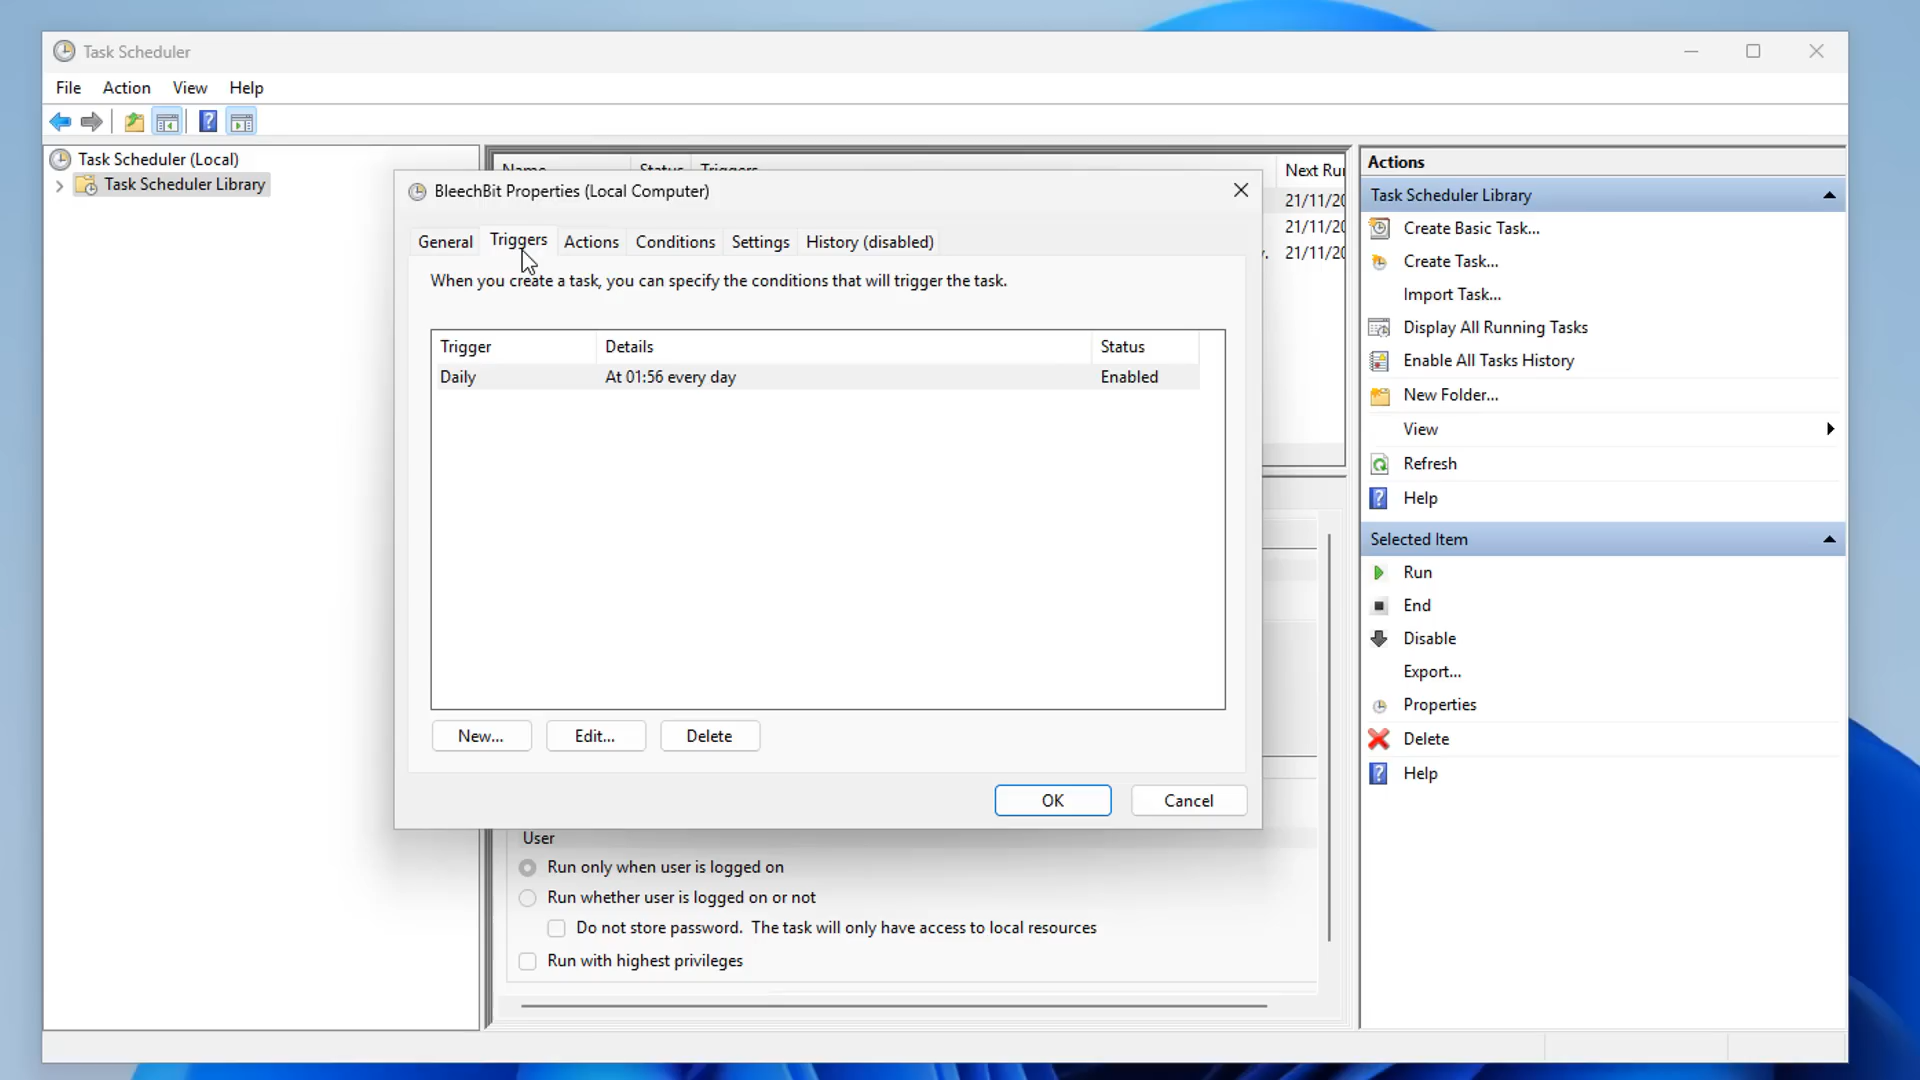 Task Scheduler
File Action View Help
Task Scheduler (Local)
Task Scheduler Library
Name Status Triggers
21/11/20
21/11/20
21/11/20
BleechBit Properties (Local Computer)
General Triggers Actions Conditions Settings History (disabled)
When you create a task, you can specify the conditions that will trigger the task.
Trigger Details Status
Daily At 01:56 every day Enabled
New... Edit... Delete
OK Cancel
User
Run only when user is logged on
Run whether user is logged on or not
Do not store password. The task will only have access to local resources
Run with highest privileges
Actions
Task Scheduler Library
Create Basic Task...
Create Task...
Import Task...
Display All Running Tasks
Enable All Tasks History
New Folder...
View
Refresh
Help
Selected Item
Run
End
Disable
Export...
Properties
Delete
Help